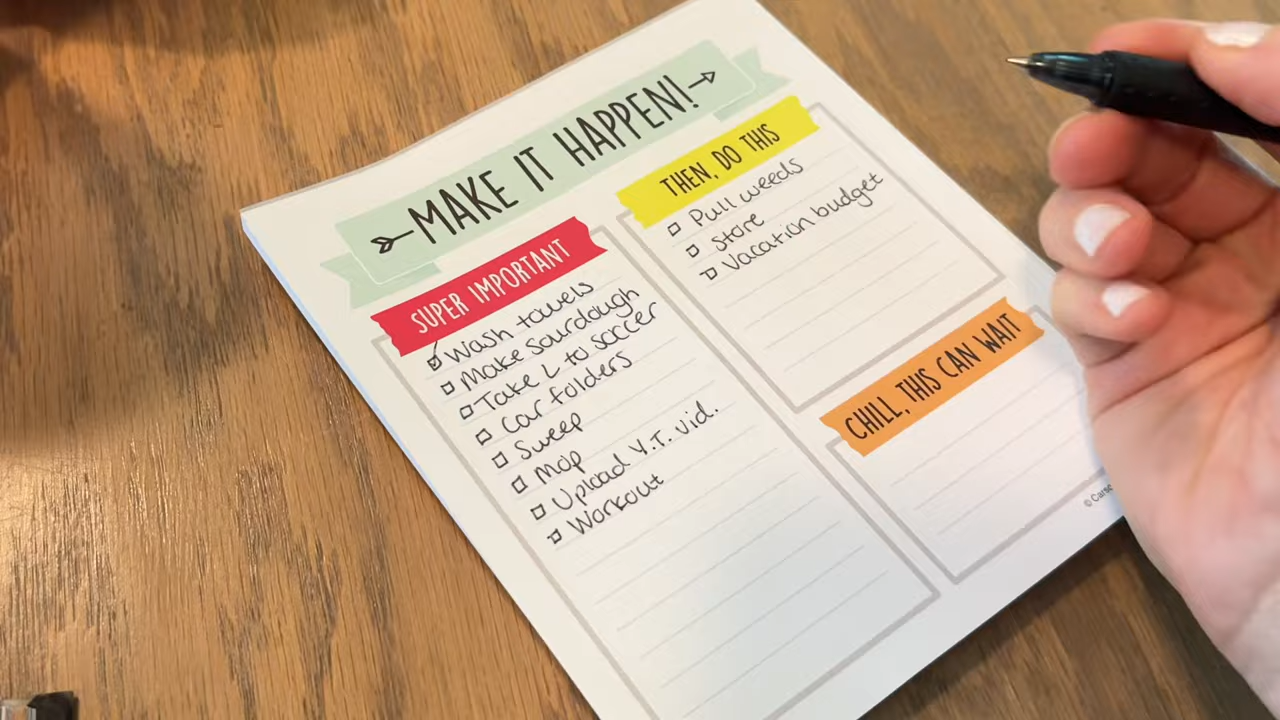 MAKE IT HAPPEN!
SUPER IMPORTANT
Wash towels
Make sourdough
Take L to soccer
Car folders
Sweep
Mop
Upload Y.T. vid.
Workout
THEN, DO THIS
Pull weeds
Store
Vacation budget
CHILL, THIS CAN WAIT
©